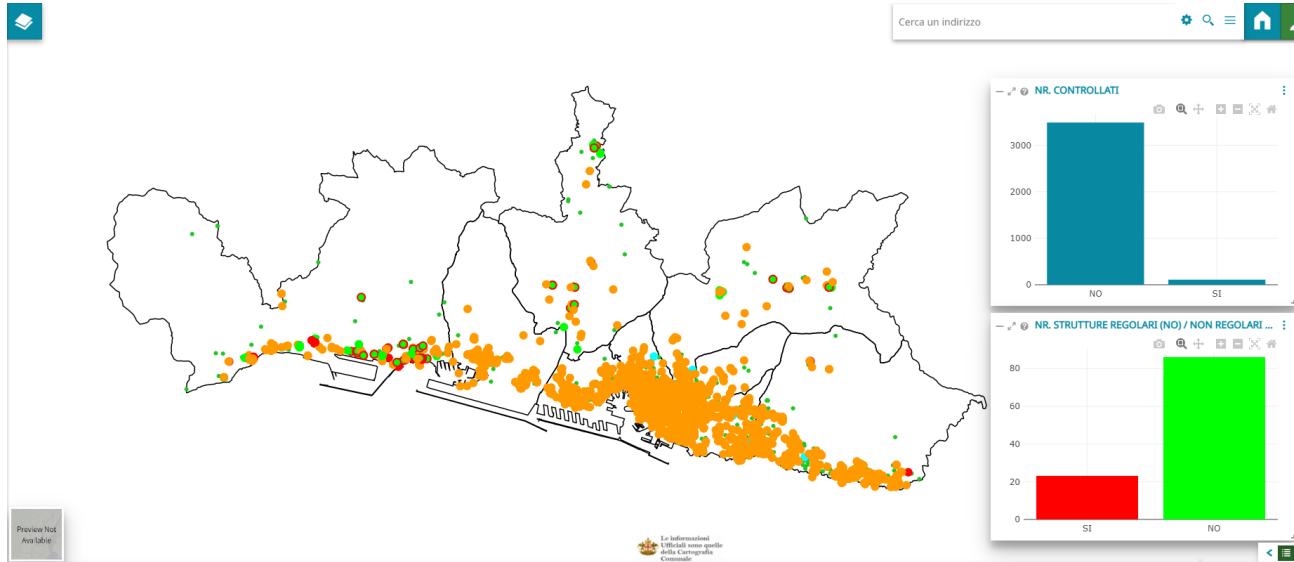 Cerca un indirizzo
NR. CONTROLLATI
3000
2000
1000
0
NO
SI
NR. STRUTTURE REGOLARI (NO) / NON REGOLARI ...
80
60
40
20
0
SI
NO
Preview Not
Available
Le informazioni
Ufficiali sono quelle
della Cartografia
Comunale